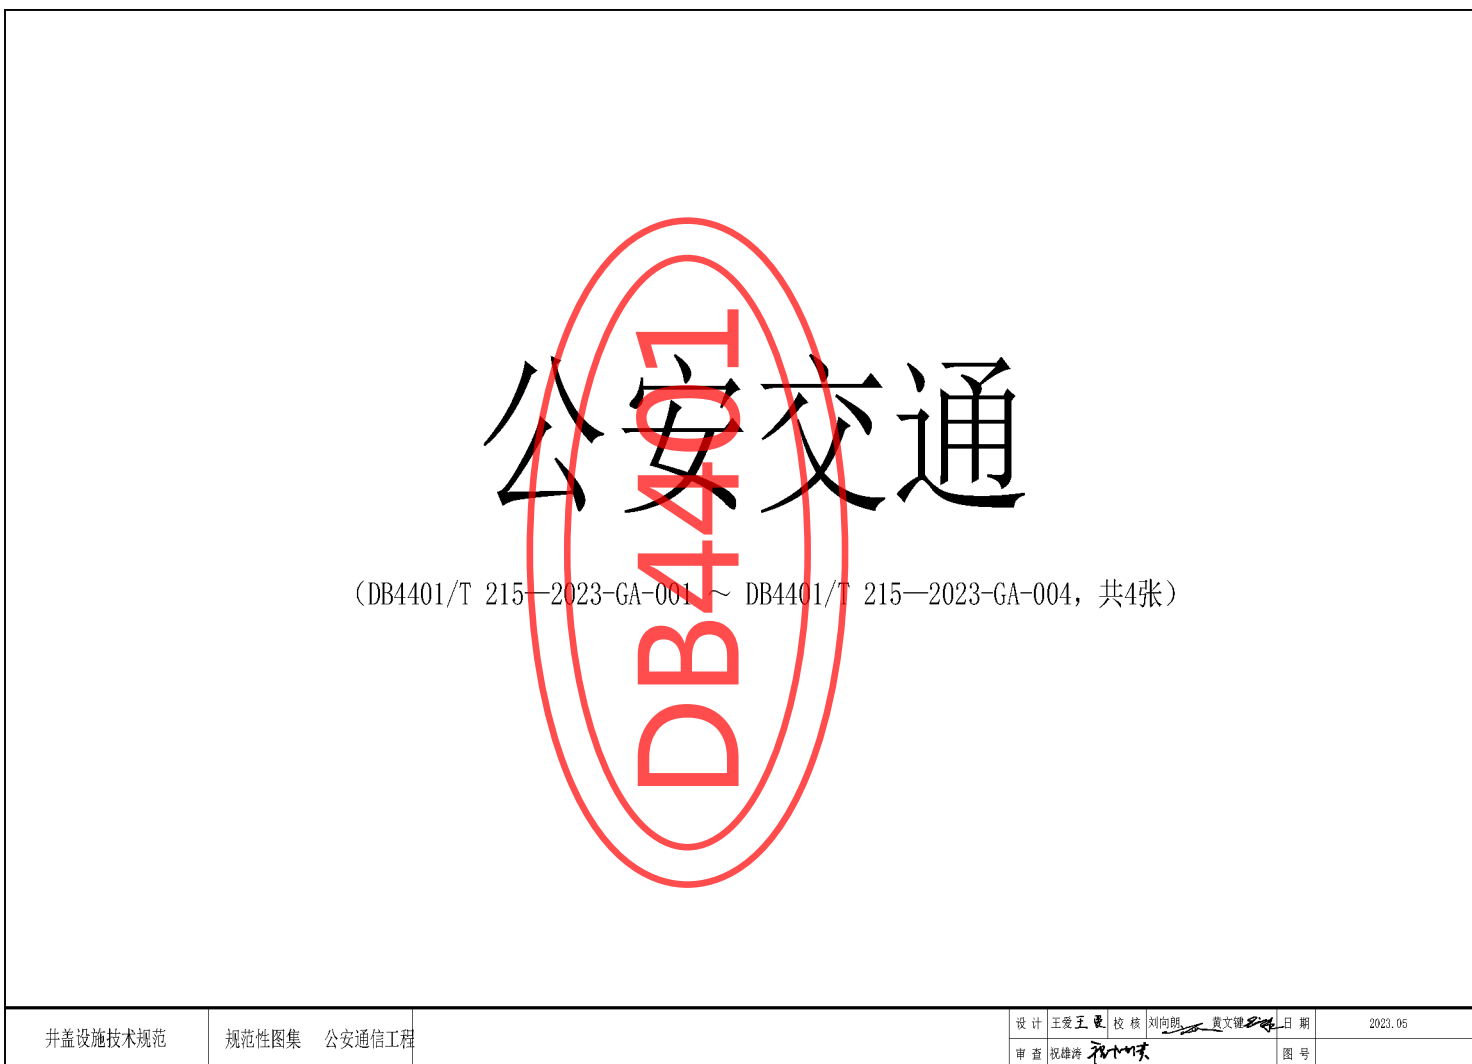 公安交通
（DB4401/T 215—2023-GA-001 ～ DB4401/T 215—2023-GA-004，共4张）
DB4401
井盖设施技术规范 规范性图集 公安通信工程
设 计 王爱 校 核 刘向朗 黄文键 日 期 2023.05
审 查 祝雄涛 图 号